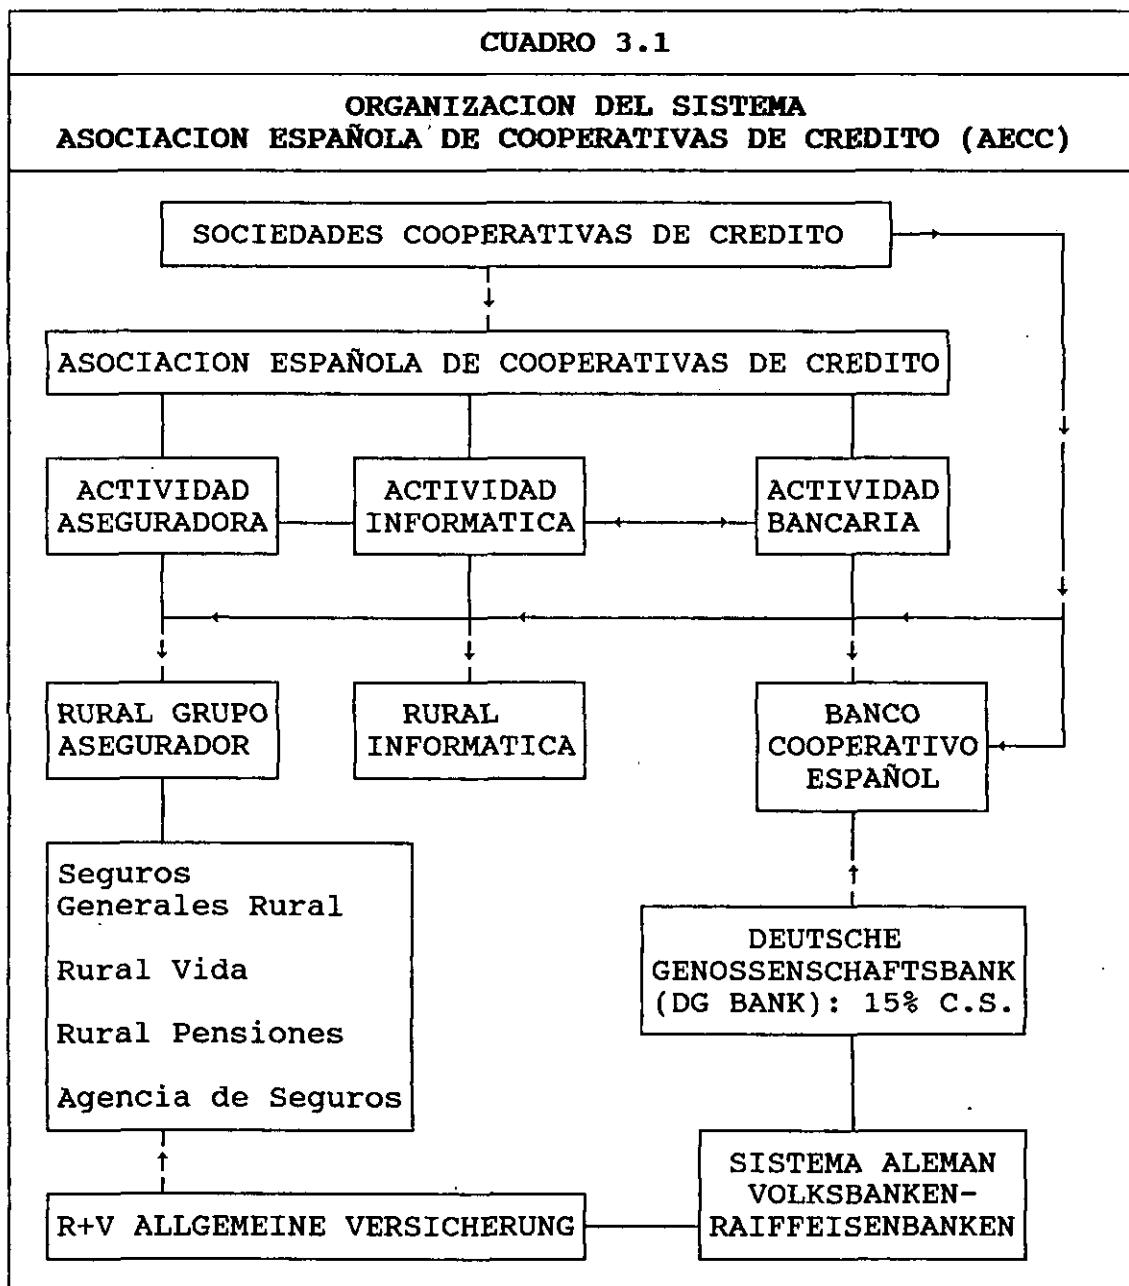 CUADRO 3.1
ORGANIZACION DEL SISTEMA
ASOCIACION ESPAÑOLA DE COOPERATIVAS DE CREDITO (AECC)
SOCIEDADES COOPERATIVAS DE CREDITO
ASOCIACION ESPAÑOLA DE COOPERATIVAS DE CREDITO
ACTIVIDAD
ASEGURADORA
ACTIVIDAD
INFORMATICA
ACTIVIDAD
BANCARIA
RURAL GRUPO
ASEGURADOR
RURAL
INFORMATICA
BANCO
COOPERATIVO
ESPAÑOL
Seguros
Generales Rural
Rural Vida
Rural Pensiones
Agencia de Seguros
DEUTSCHE
GENOSSENSCHAFTSBANK
(DG BANK): 15% C.S.
SISTEMA ALEMAN
VOLKSBANKEN-
RAIFFEISENBANKEN
R+V ALLGEMEINE VERSICHERUNG